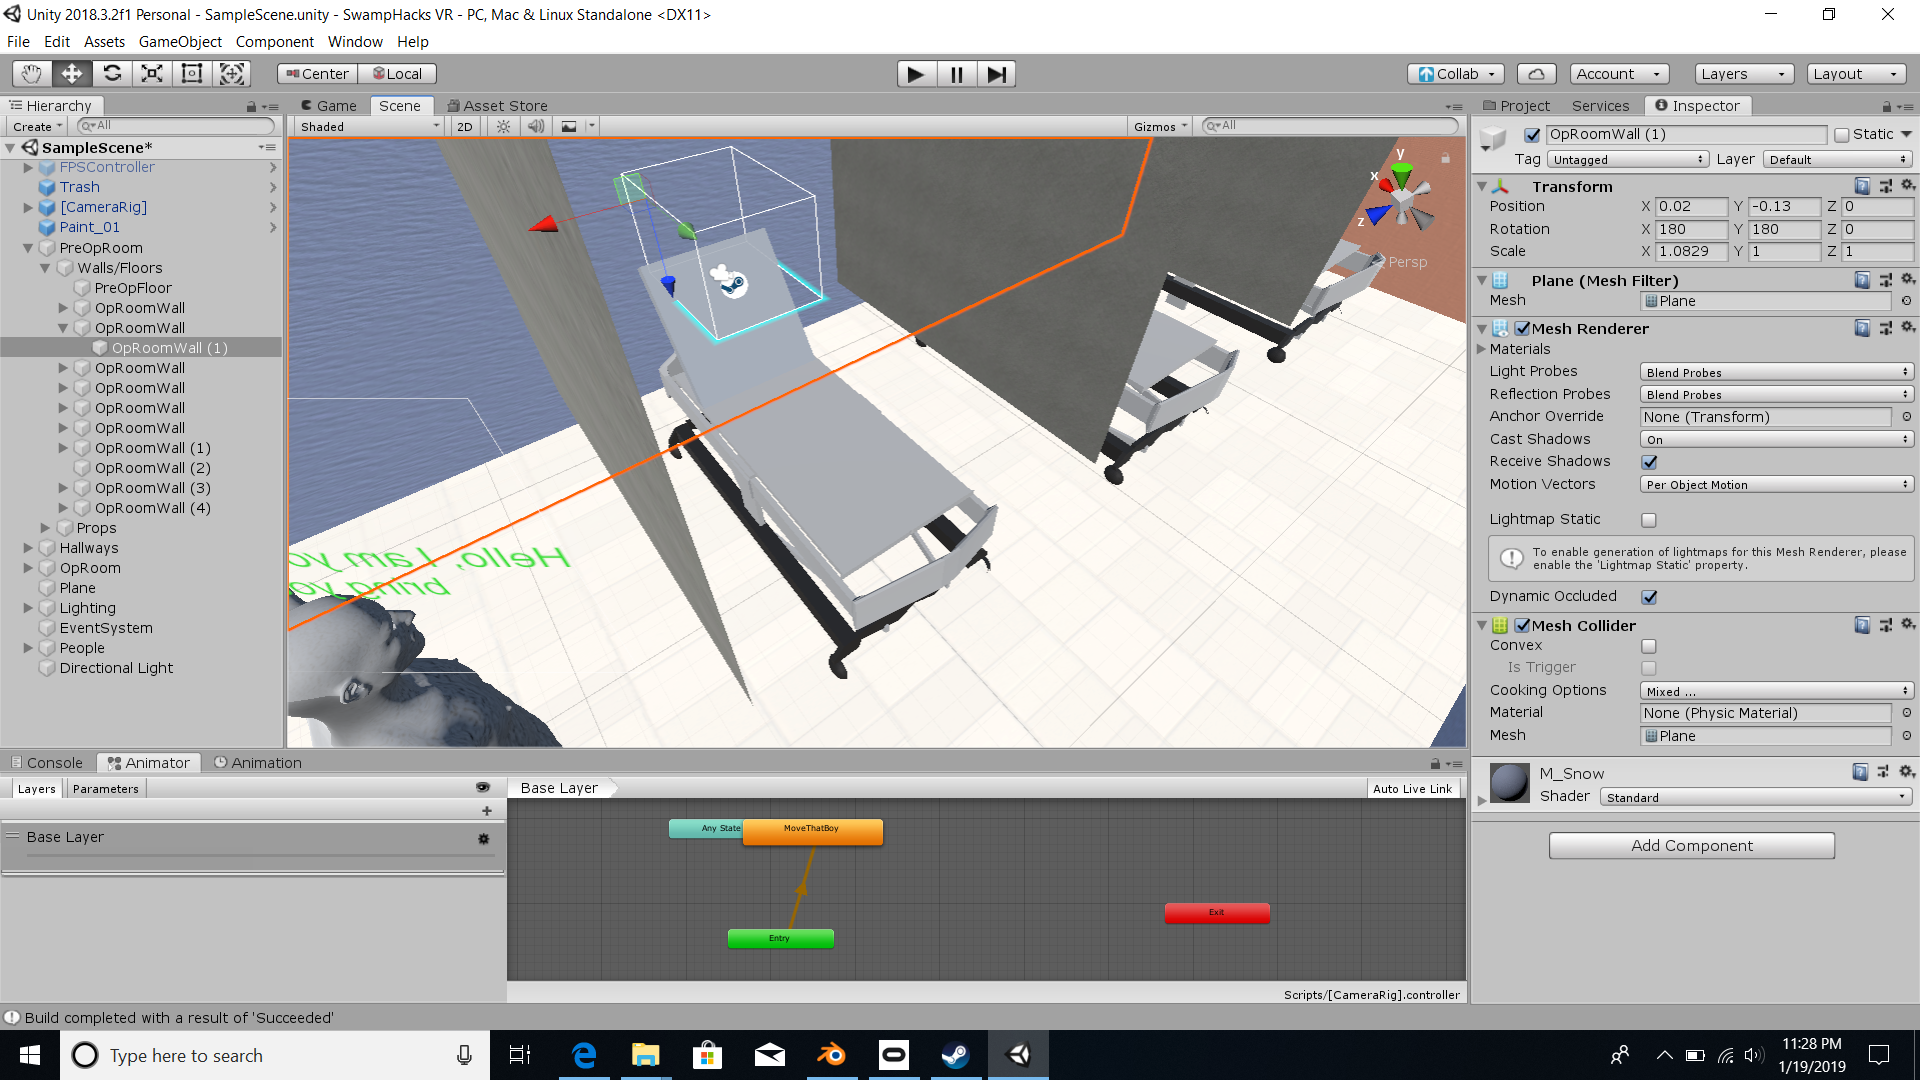 Unity 2018.3.2f1 Personal - SampleScene.unity - SwampHacks VR - PC, Mac & Linux Standalone <DX11>
File Edit Assets GameObject Component Window Help
Center Local Collab Account Layers Layout
Hierarchy
Create All
SampleScene*
FPSController
Trash
[CameraRig]
Paint_01
PreOpRoom
Walls/Floors
PreOpFloor
OpRoomWall
OpRoomWall
OpRoomWall (1)
OpRoomWall
OpRoomWall
OpRoomWall
OpRoomWall
OpRoomWall (1)
OpRoomWall (2)
OpRoomWall (3)
OpRoomWall (4)
Props
Hallways
OpRoom
Plane
Lighting
EventSystem
People
Directional Light
Game Scene Asset Store
Shaded 2D Gizmos All
y
x
z
Persp
Hello, I am yo
bring yo
Project Services Inspector
OpRoomWall (1) Static
Tag Untagged Layer Default
Transform
Position X 0.02 Y -0.13 Z 0
Rotation X 180 Y 180 Z 0
Scale X 1.0829 Y 1 Z 1
Plane (Mesh Filter)
Mesh Plane
Mesh Renderer
Materials
Light Probes Blend Probes
Reflection Probes Blend Probes
Anchor Override None (Transform)
Cast Shadows On
Receive Shadows
Motion Vectors Per Object Motion
Lightmap Static
To enable generation of lightmaps for this Mesh Renderer, please
enable the 'Lightmap Static' property.
Dynamic Occluded
Mesh Collider
Convex
Is Trigger
Cooking Options Mixed ...
Material None (Physic Material)
Mesh Plane
M_Snow
Shader Standard
Add Component
Console Animator Animation
Layers Parameters
Base Layer
Base Layer Auto Live Link
Any State MoveThatBoy
Exit
Entry
Scripts/[CameraRig].controller
Build completed with a result of 'Succeeded'
Type here to search
11:28 PM
1/19/2019